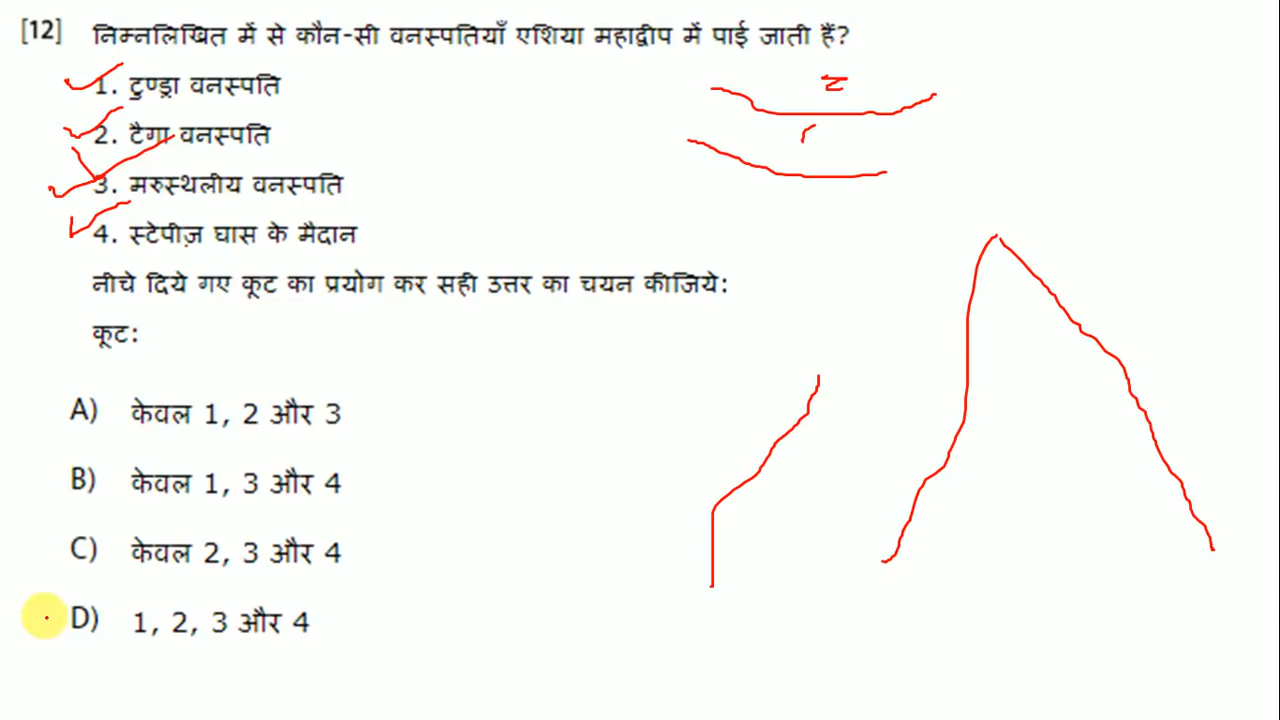 [12] निम्नलिखित में से कौन-सी वनस्पतियाँ एशिया महाद्वीप में पाई जाती हैं?
1. टुण्ड्रा वनस्पति
2. टैगा वनस्पति
3. मरुस्थलीय वनस्पति
4. स्टेपीज़ घास के मैदान
नीचे दिये गए कूट का प्रयोग कर सही उत्तर का चयन कीजिये:
कूट:
A) केवल 1, 2 और 3
B) केवल 1, 3 और 4
C) केवल 2, 3 और 4
D) 1, 2, 3 और 4